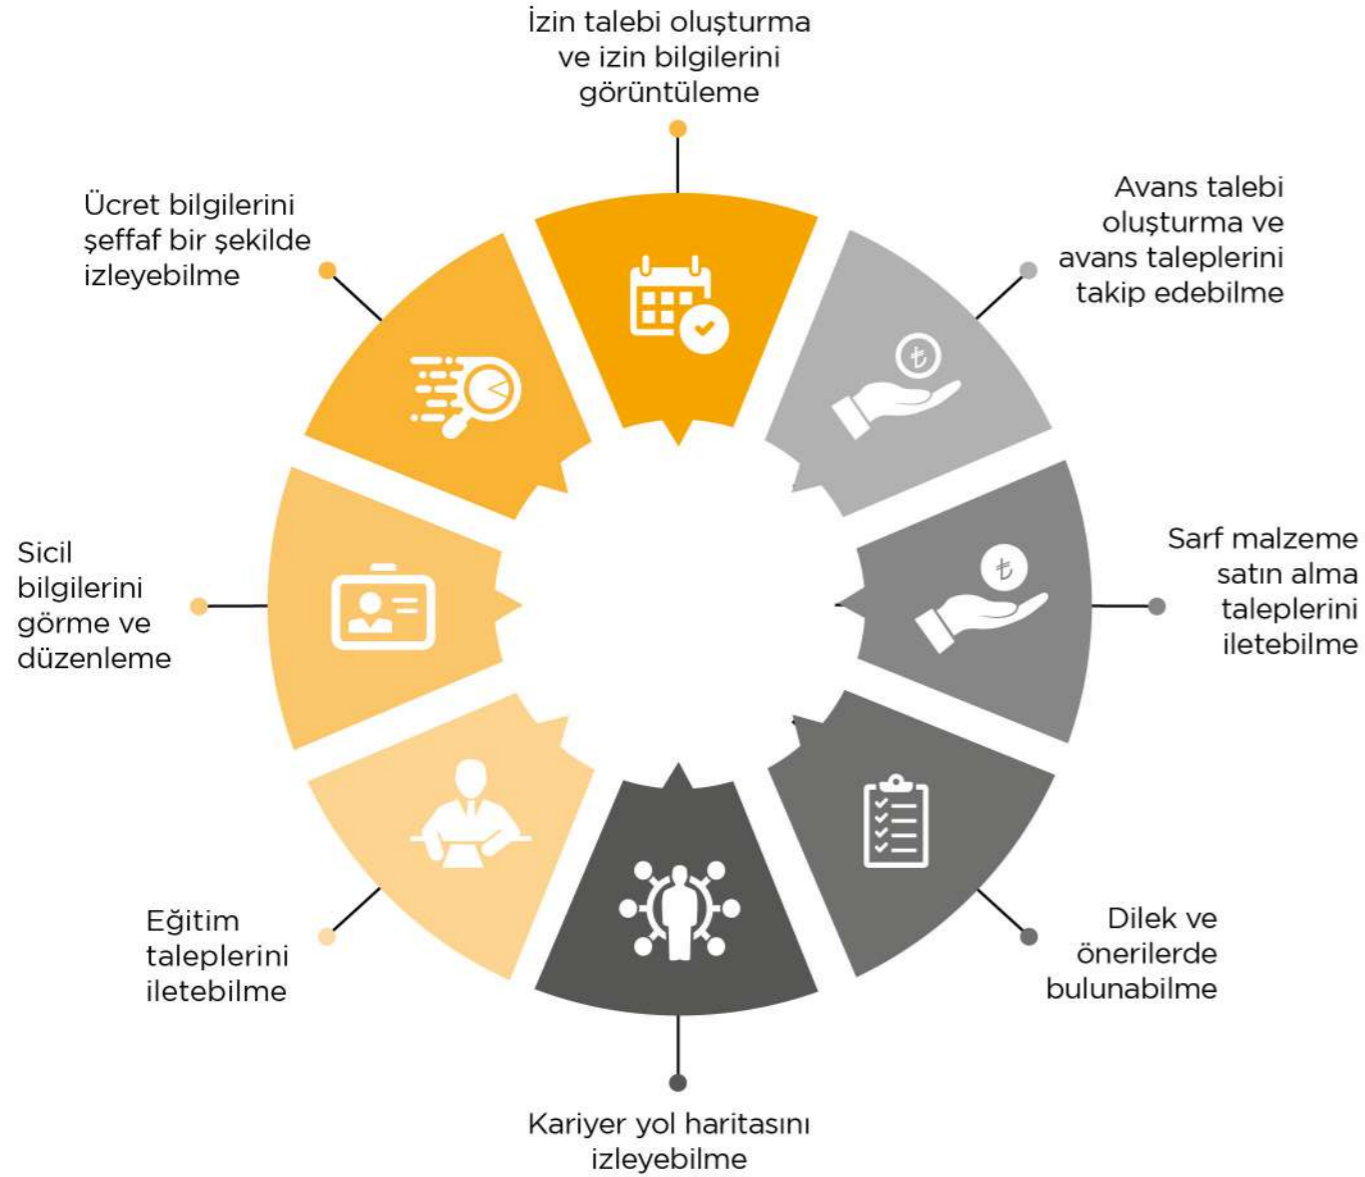 İzin talebi oluşturma
ve izin bilgilerini
görüntüleme
Avans talebi
oluşturma ve
avans taleplerini
takip edebilme
Sarf malzeme
satın alma
taleplerini
iletebilme
Dilek ve
önerilerde
bulunabilme
Kariyer yol haritasını
izleyebilme
Eğitim
taleplerini
iletebilme
Sicil
bilgilerini
görme ve
düzenleme
Ücret bilgilerini
şeffaf bir şekilde
izleyebilme